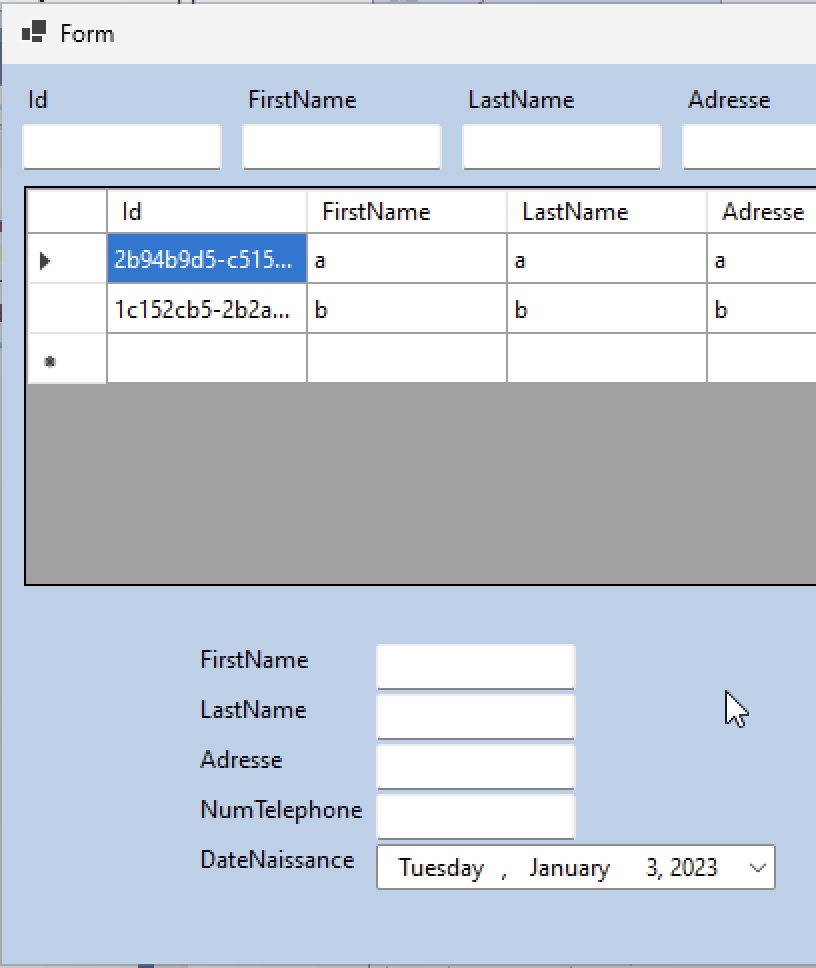 Form
Id FirstName LastName Adresse
Id FirstName LastName Adresse
2b94b9d5-c515... a a a
1c152cb5-2b2a... b b b
FirstName
LastName
Adresse
NumTelephone
DateNaissance Tuesday , January 3, 2023